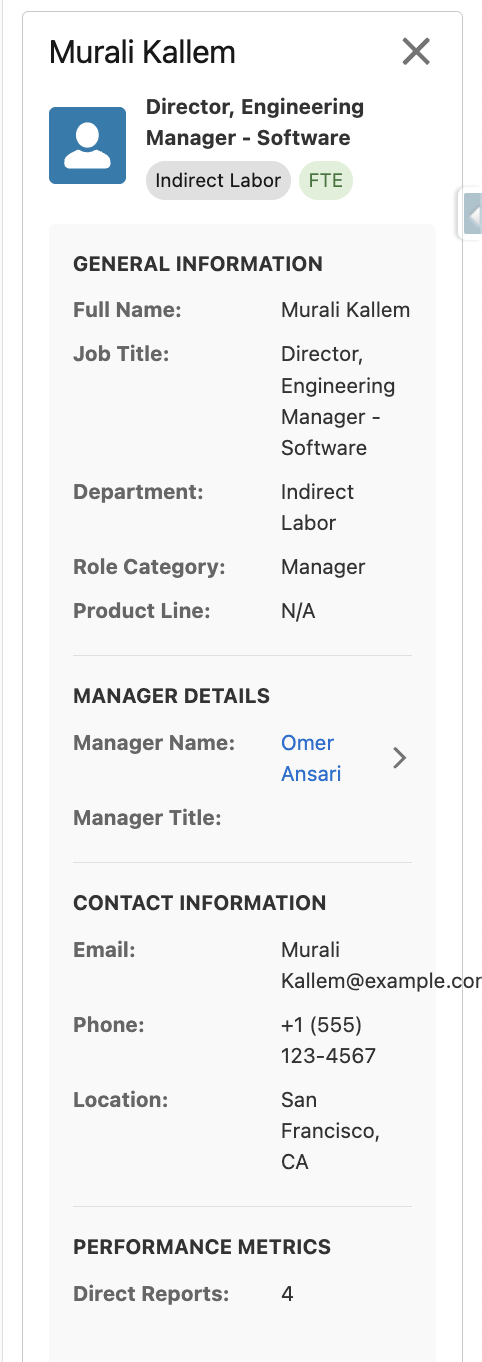 Murali Kallem
Director, Engineering
Manager - Software
Indirect Labor FTE
GENERAL INFORMATION
Full Name: Murali Kallem
Job Title: Director,
Engineering
Manager -
Software
Department: Indirect
Labor
Role Category: Manager
Product Line: N/A
MANAGER DETAILS
Manager Name: Omer
Ansari
Manager Title:
CONTACT INFORMATION
Email: Murali
Kallem@example.cor
Phone: +1 (555)
123-4567
Location: San
Francisco,
CA
PERFORMANCE METRICS
Direct Reports: 4